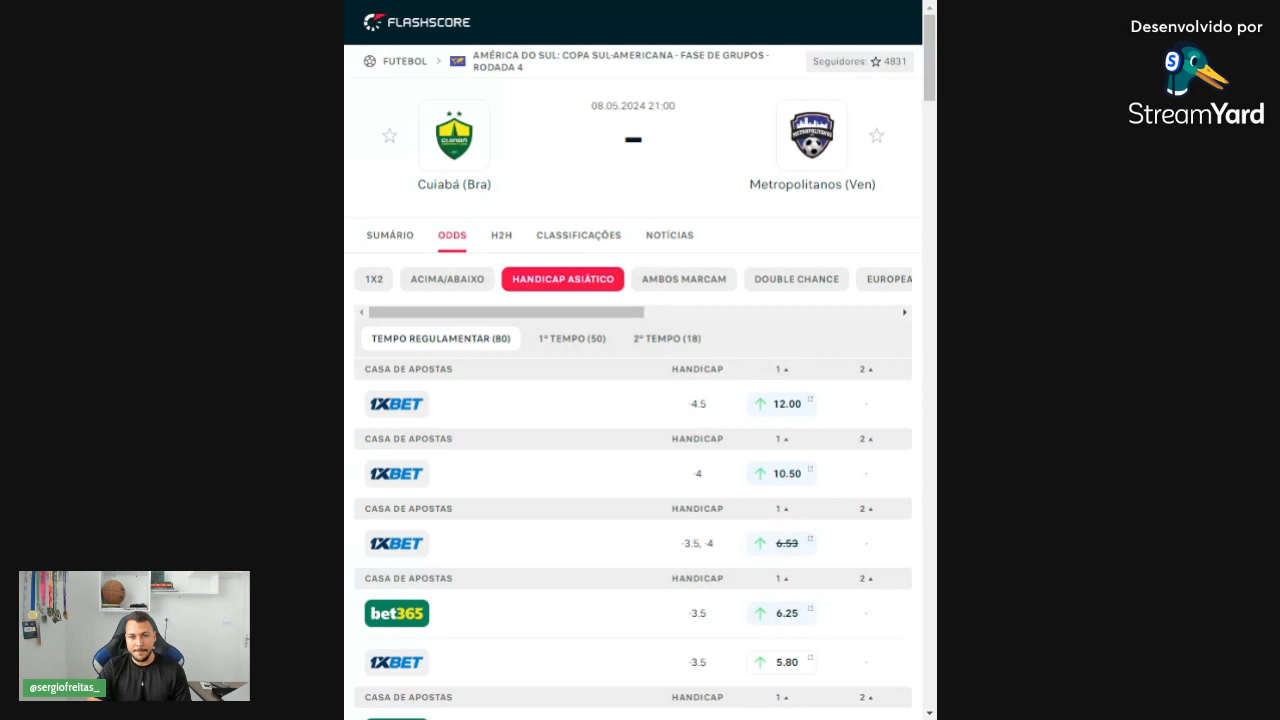 FLASHSCORE
Desenvolvido por
StreamYard
FUTEBOL > AMÉRICA DO SUL: COPA SUL-AMERICANA - FASE DE GRUPOS - RODADA 4
Seguidores: 4831
08.05.2024 21:00
CUIABÁ
METROPOLITANOS
-
Cuiabá (Bra)
Metropolitanos (Ven)
SUMÁRIO ODDS H2H CLASSIFICAÇÕES NOTÍCIAS
1X2 ACIMA/ABAIXO HANDICAP ASIÁTICO AMBOS MARCAM DOUBLE CHANCE EUROPEA
TEMPO REGULAMENTAR (80) 1º TEMPO (50) 2º TEMPO (18)
CASA DE APOSTAS HANDICAP 1 2
1XBET -4.5 12.00 -
CASA DE APOSTAS HANDICAP 1 2
1XBET -4 10.50 -
CASA DE APOSTAS HANDICAP 1 2
1XBET -3.5, -4 6.53 -
CASA DE APOSTAS HANDICAP 1 2
bet365 -3.5 6.25 -
1XBET -3.5 5.80 -
CASA DE APOSTAS HANDICAP 1 2
@sergiofreitas_